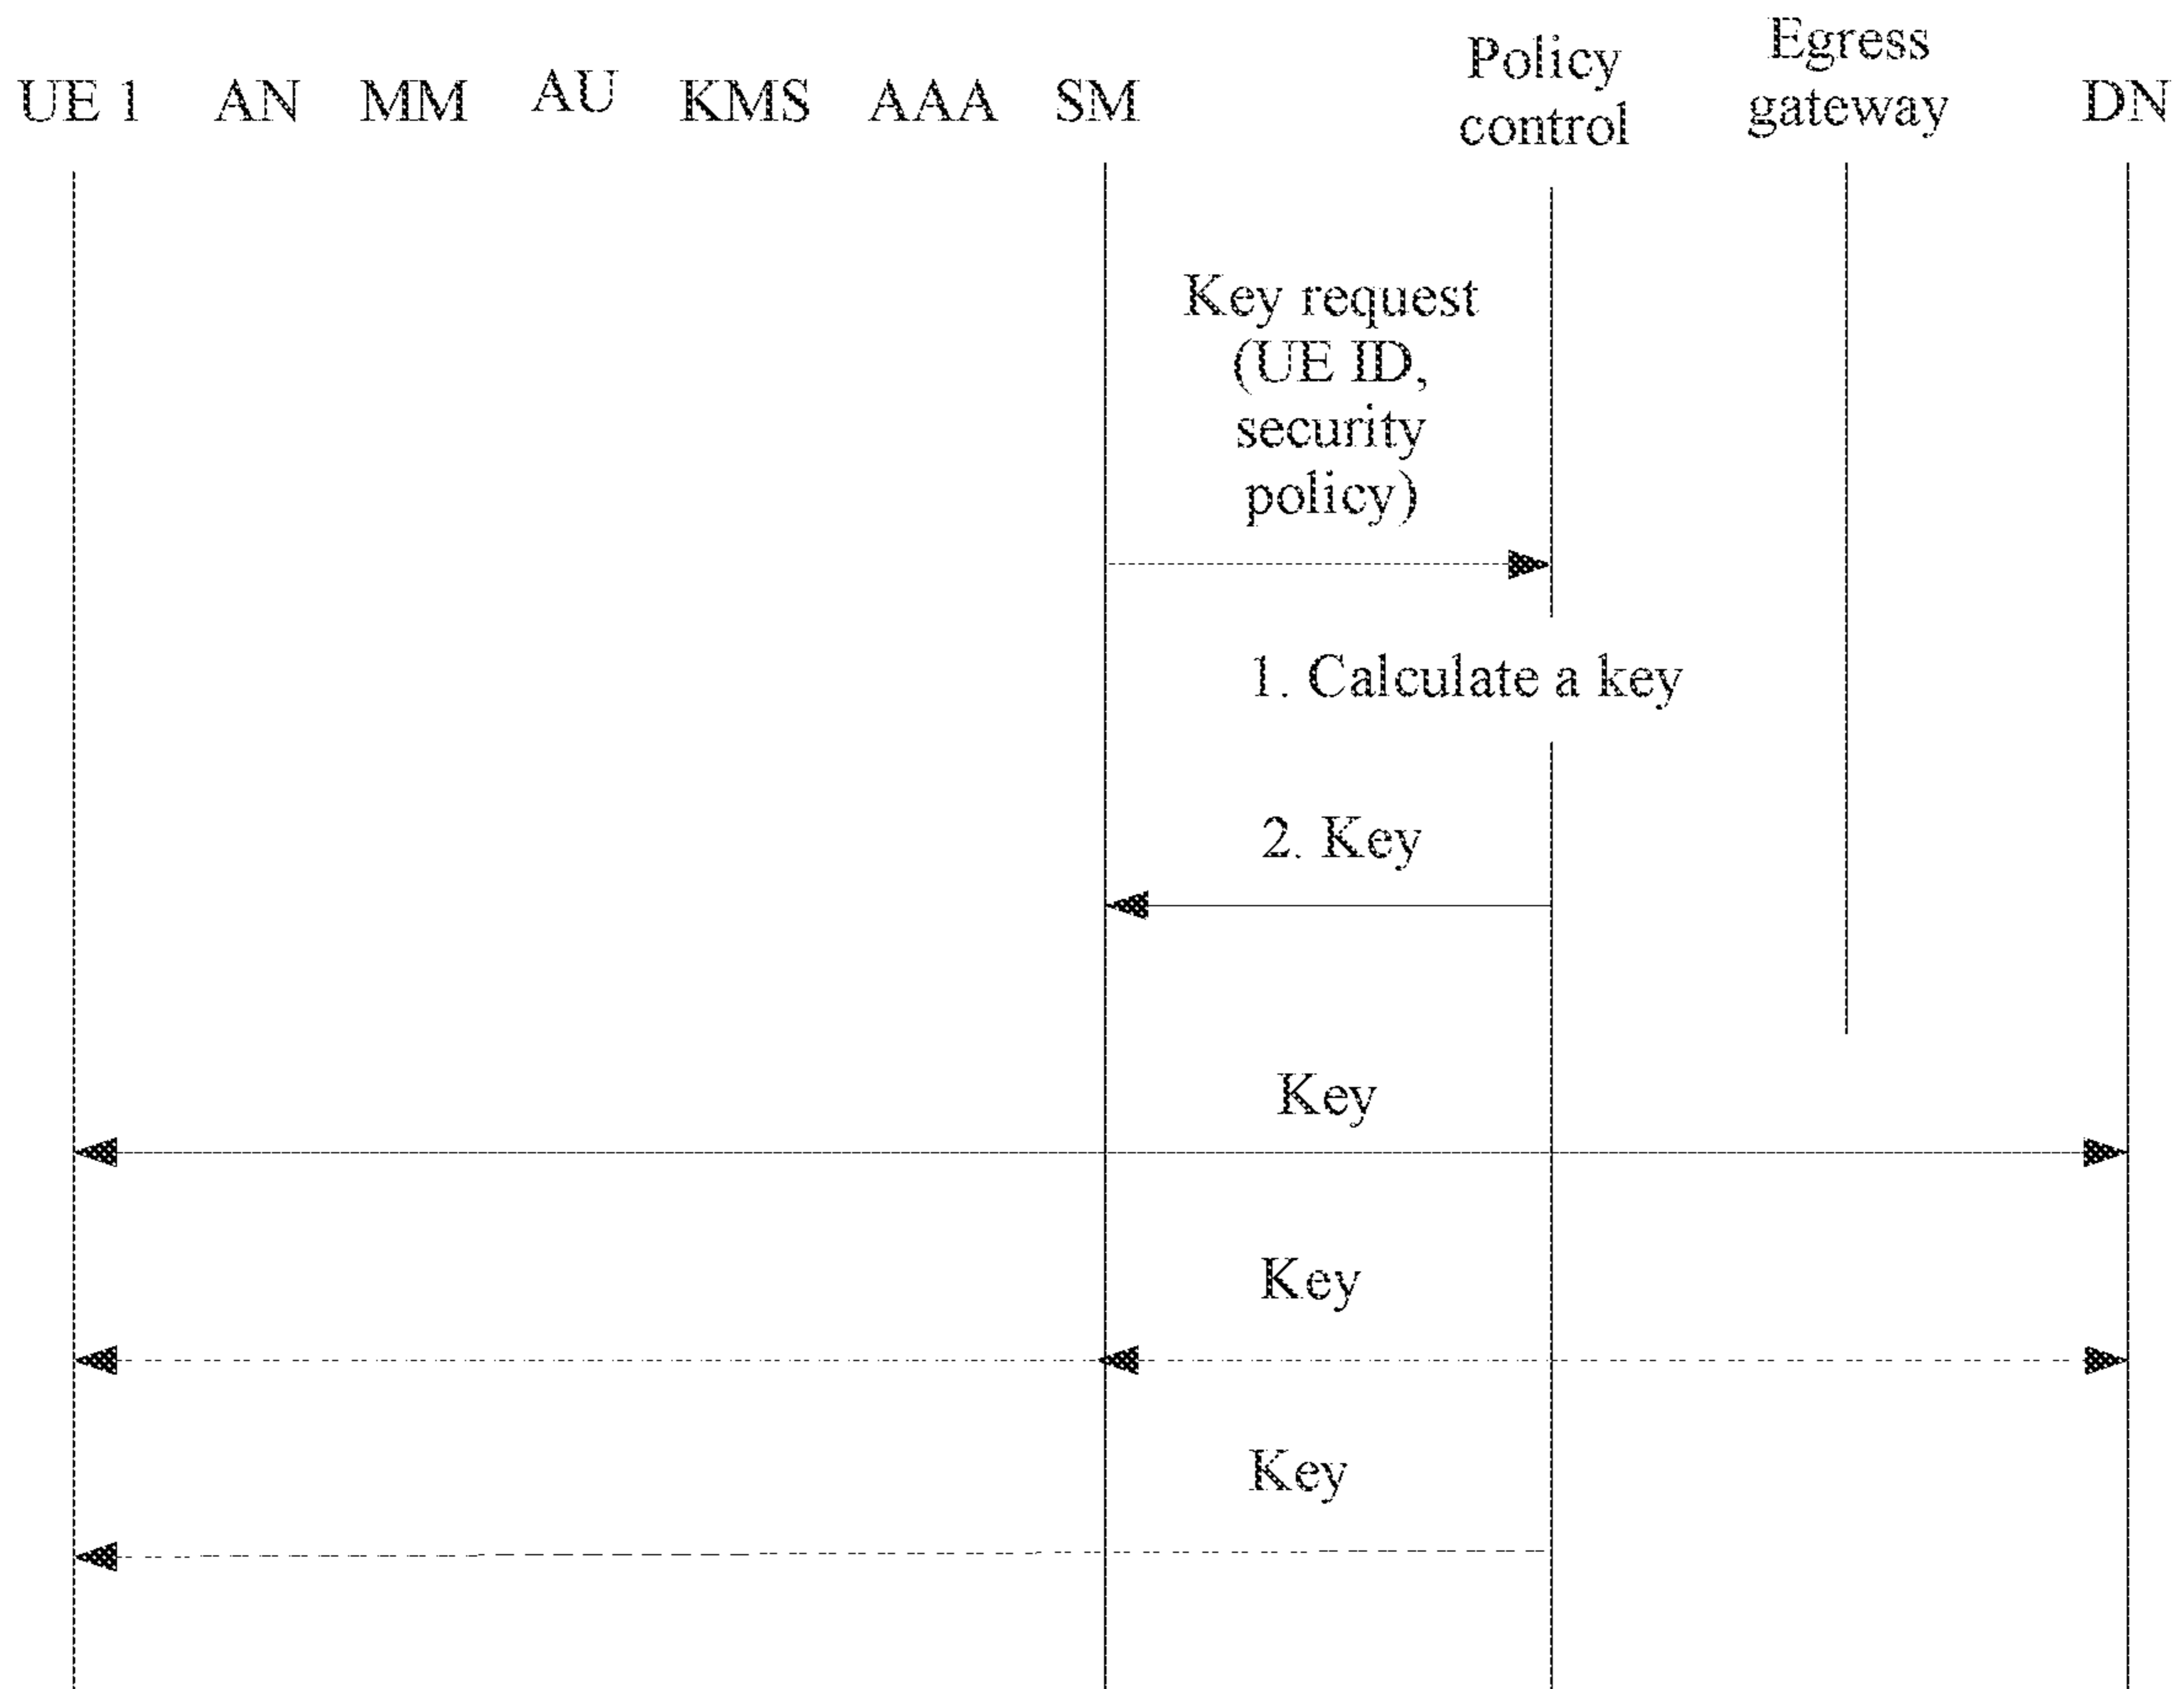 UE 1 AN MM AU KMS AAA SM Policy control Egress gateway DN
Key request
(UE ID,
security
policy)
1. Calculate a key
2. Key
Key
Key
Key